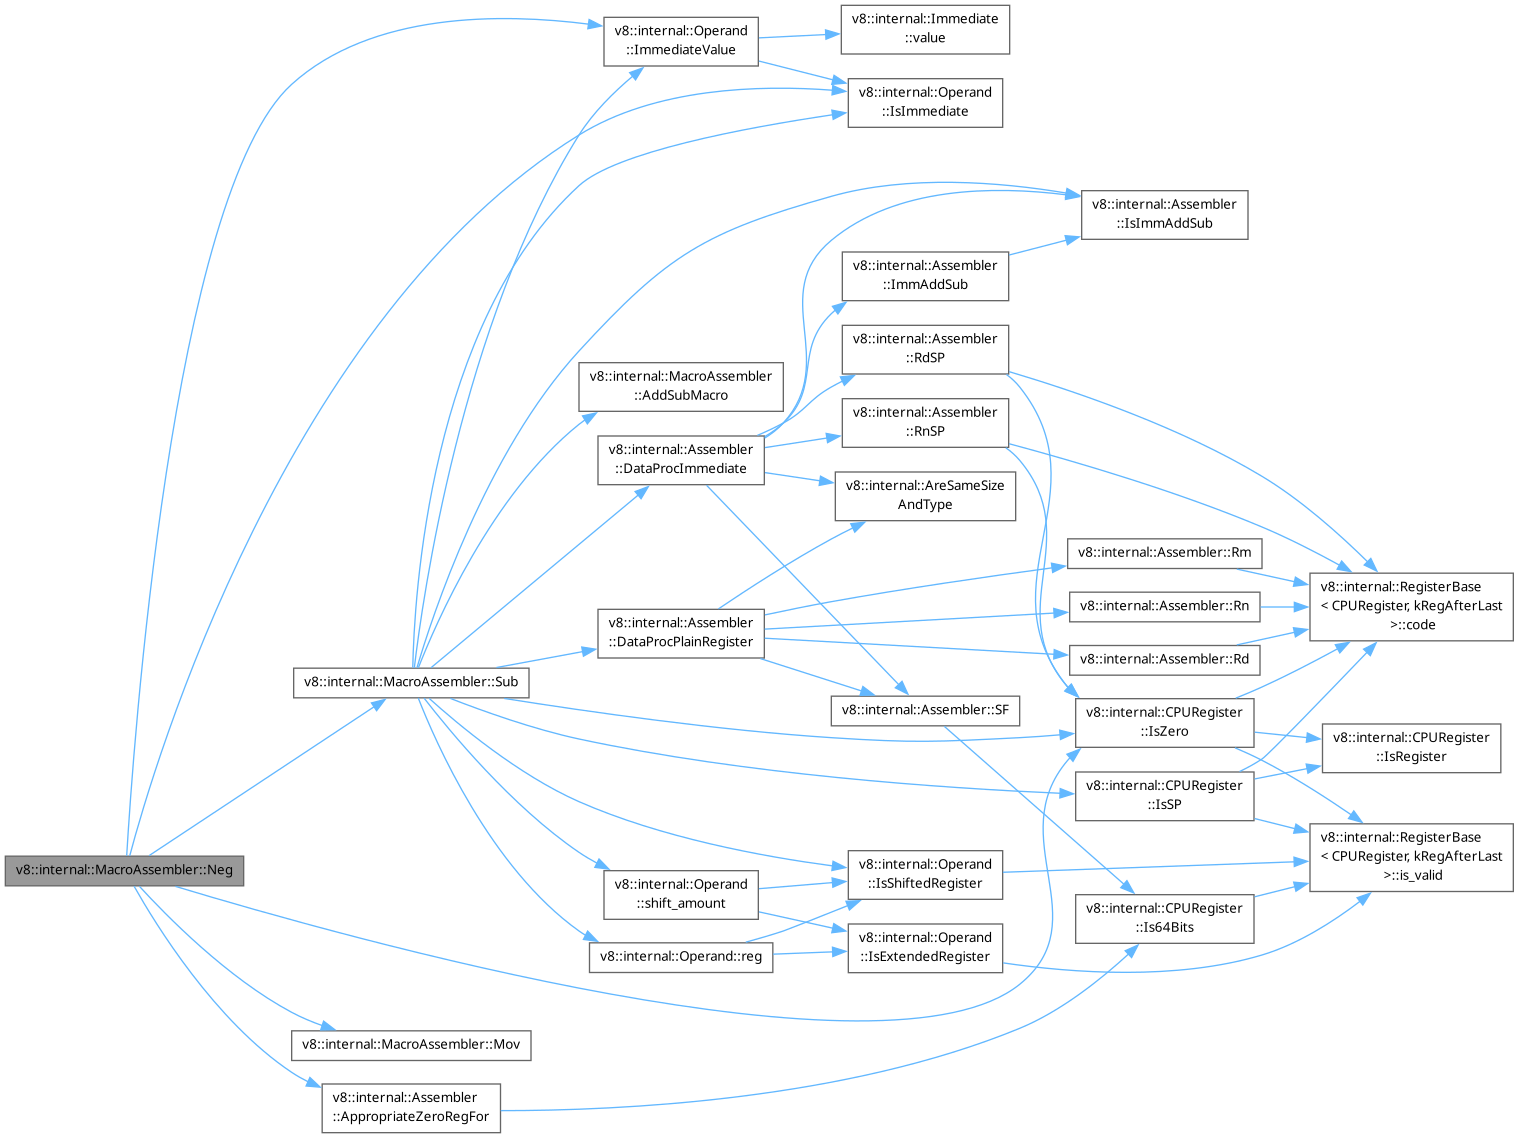 v8::internal::Operand
::ImmediateValue
v8::internal::Immediate
::value
v8::internal::Operand
::IsImmediate
v8::internal::Assembler
::IsImmAddSub
v8::internal::Assembler
::ImmAddSub
v8::internal::Assembler
::RdSP
v8::internal::MacroAssembler
::AddSubMacro
v8::internal::Assembler
::RnSP
v8::internal::Assembler
::DataProcImmediate
v8::internal::AreSameSize
AndType
v8::internal::Assembler::Rm
v8::internal::RegisterBase
< CPURegister, kRegAfterLast
>::code
v8::internal::Assembler::Rn
v8::internal::Assembler
::DataProcPlainRegister
v8::internal::Assembler::Rd
v8::internal::MacroAssembler::Sub
v8::internal::Assembler::SF
v8::internal::CPURegister
::IsZero
v8::internal::CPURegister
::IsRegister
v8::internal::CPURegister
::IsSP
v8::internal::RegisterBase
< CPURegister, kRegAfterLast
>::is_valid
v8::internal::MacroAssembler::Neg
v8::internal::Operand
::IsShiftedRegister
v8::internal::Operand
::shift_amount
v8::internal::CPURegister
::Is64Bits
v8::internal::Operand::reg
v8::internal::Operand
::IsExtendedRegister
v8::internal::MacroAssembler::Mov
v8::internal::Assembler
::AppropriateZeroRegFor